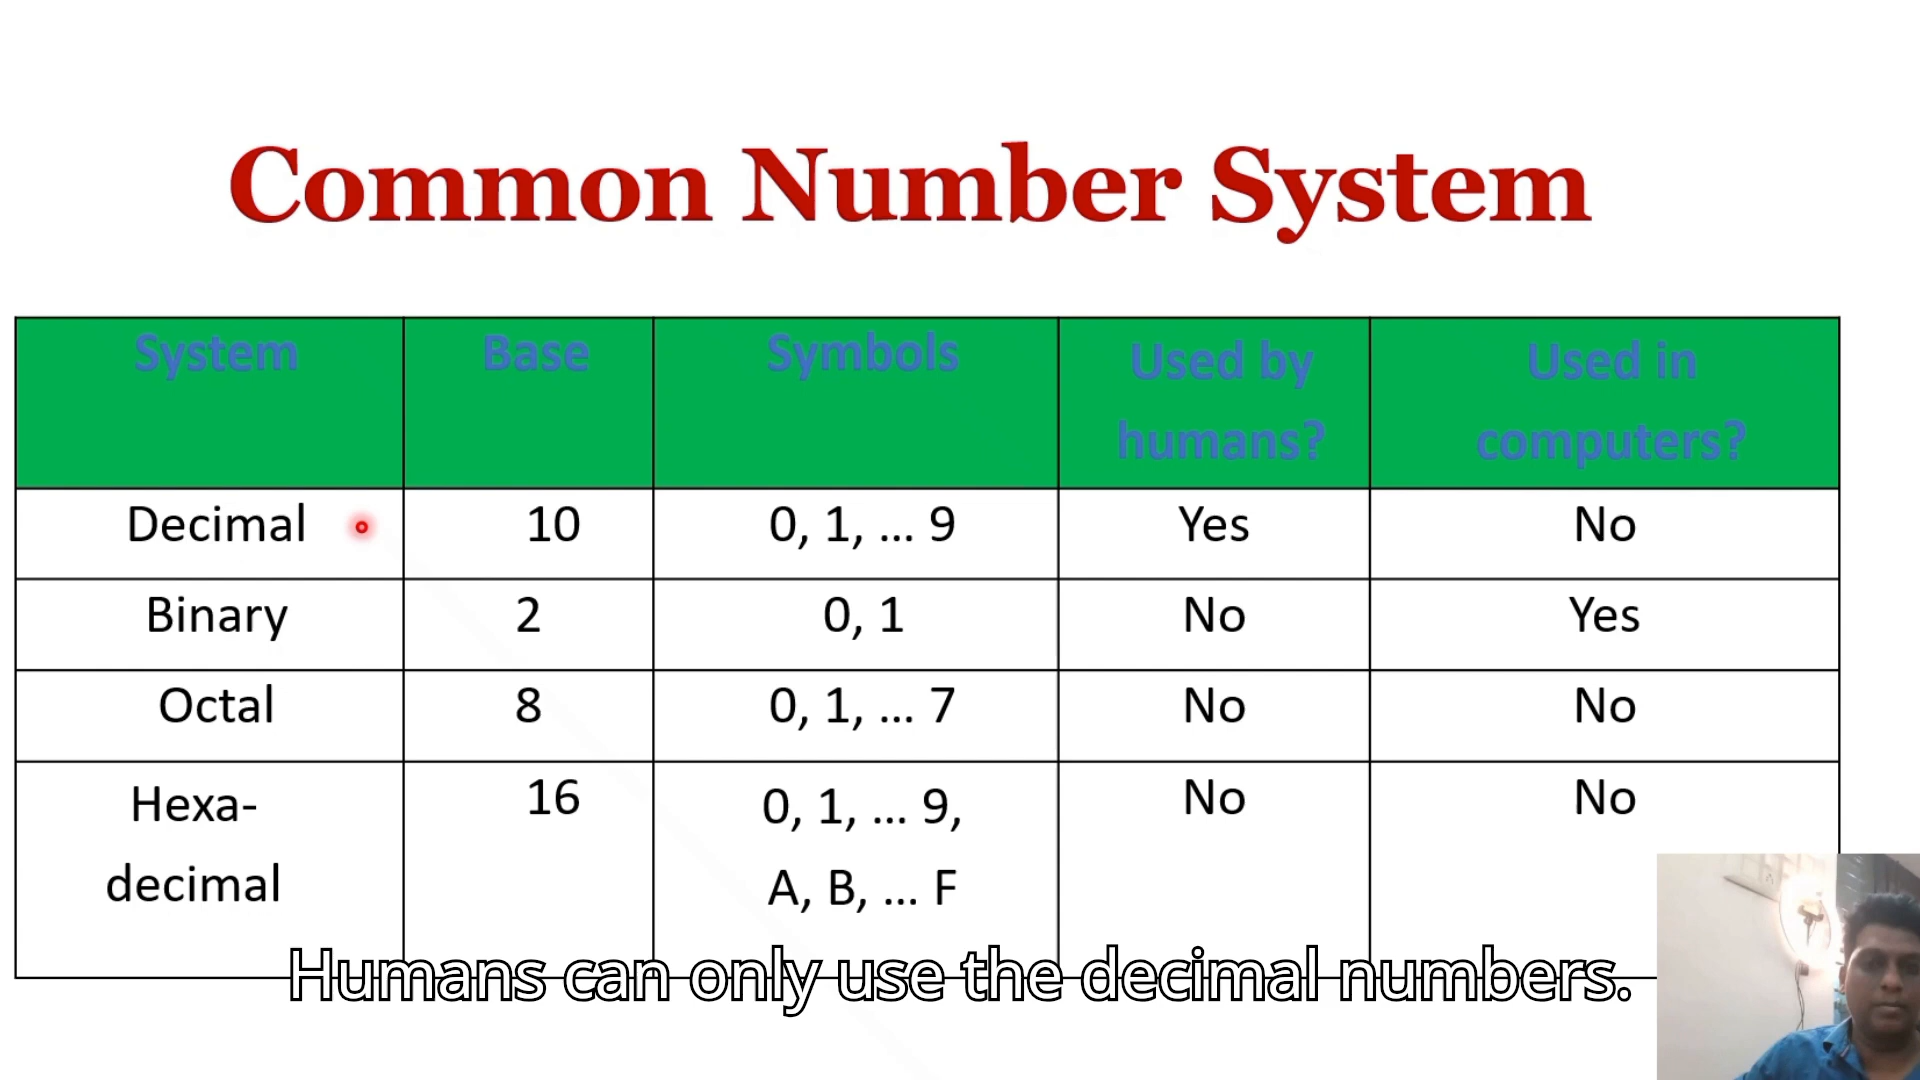 Common Number System
System Base Symbols Used by humans? Used in computers?
Decimal 10 0, 1, ... 9 Yes No
Binary 2 0, 1 No Yes
Octal 8 0, 1, ... 7 No No
Hexa-decimal 16 0, 1, ... 9, A, B, ... F No No
Humans can only use the decimal numbers.